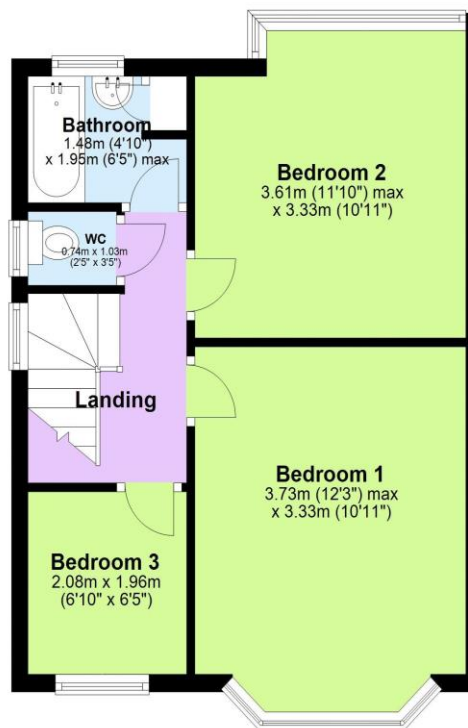 Bathroom
1.48m (4'10")
x 1.95m (6'5") max
Bedroom 2
3.61m (11'10") max
x 3.33m (10'11")
WC
0.74m x 1.03m
(2'5" x 3'5")
Landing
Bedroom 1
3.73m (12'3") max
x 3.33m (10'11")
Bedroom 3
2.08m x 1.96m
(6'10" x 6'5")